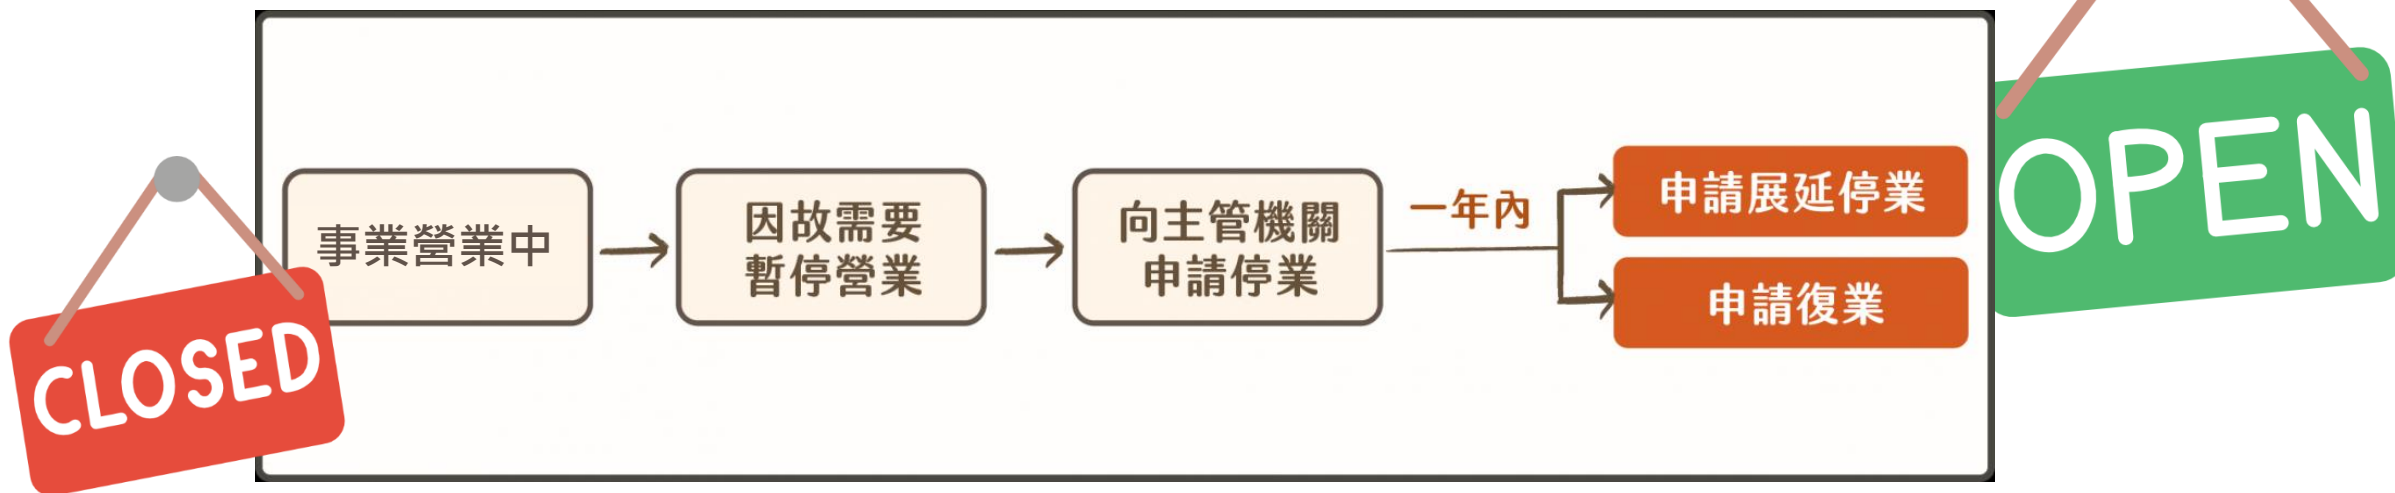 CLOSED
事業營業中
因故需要
暫停營業
向主管機關
申請停業
一年內
申請展延停業
申請復業
OPEN